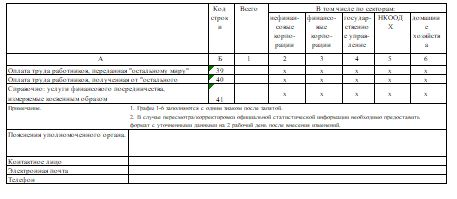 Код строки
Всего
В том числе по секторам:
нефинансовые корпорации
финансовые корпорации
государственное управление
НКООДХ
домашние хозяйства
А Б 1 2 3 4 5 6
Оплата труда работников, переданная "остальному миру" 39 х х х х х
Оплата труда работников, полученная от "остального 40 х х х х х
Справочно: услуги финансового посредничества,
измеряемые косвенным образом 41 х х х х х
Примечание. 1. Графы 1-6 заполняются с одним знаком после запятой.
2. В случае пересмотра/корректировки официальной статистической информации необходимо предоставить
формат с уточненными данными на 2 рабочий день после внесения изменений.
Пояснения уполномоченного органа.
Контактное лицо
Электронная почта
Телефон